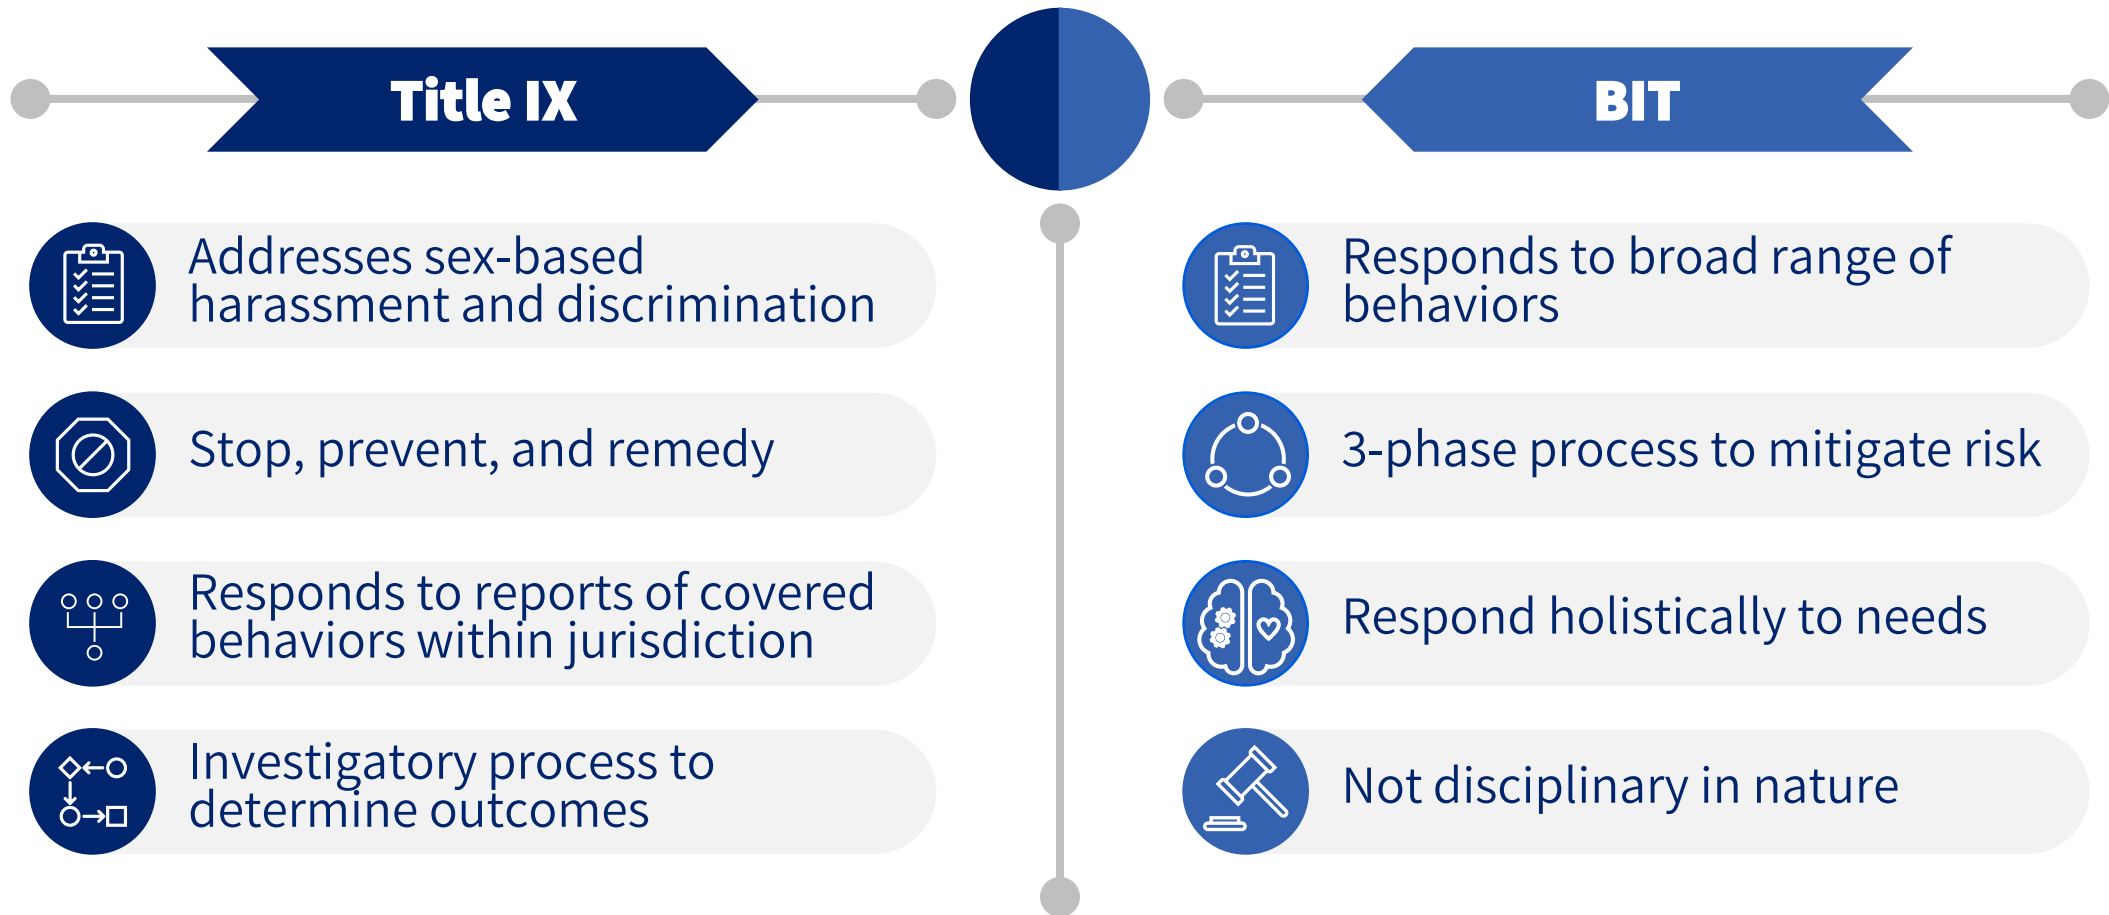 Title IX
Addresses sex-based
harassment and discrimination
Stop, prevent, and remedy
Responds to reports of covered
behaviors within jurisdiction
Investigatory process to
determine outcomes
BIT
Responds to broad range of
behaviors
3-phase process to mitigate risk
Respond holistically to needs
Not disciplinary in nature